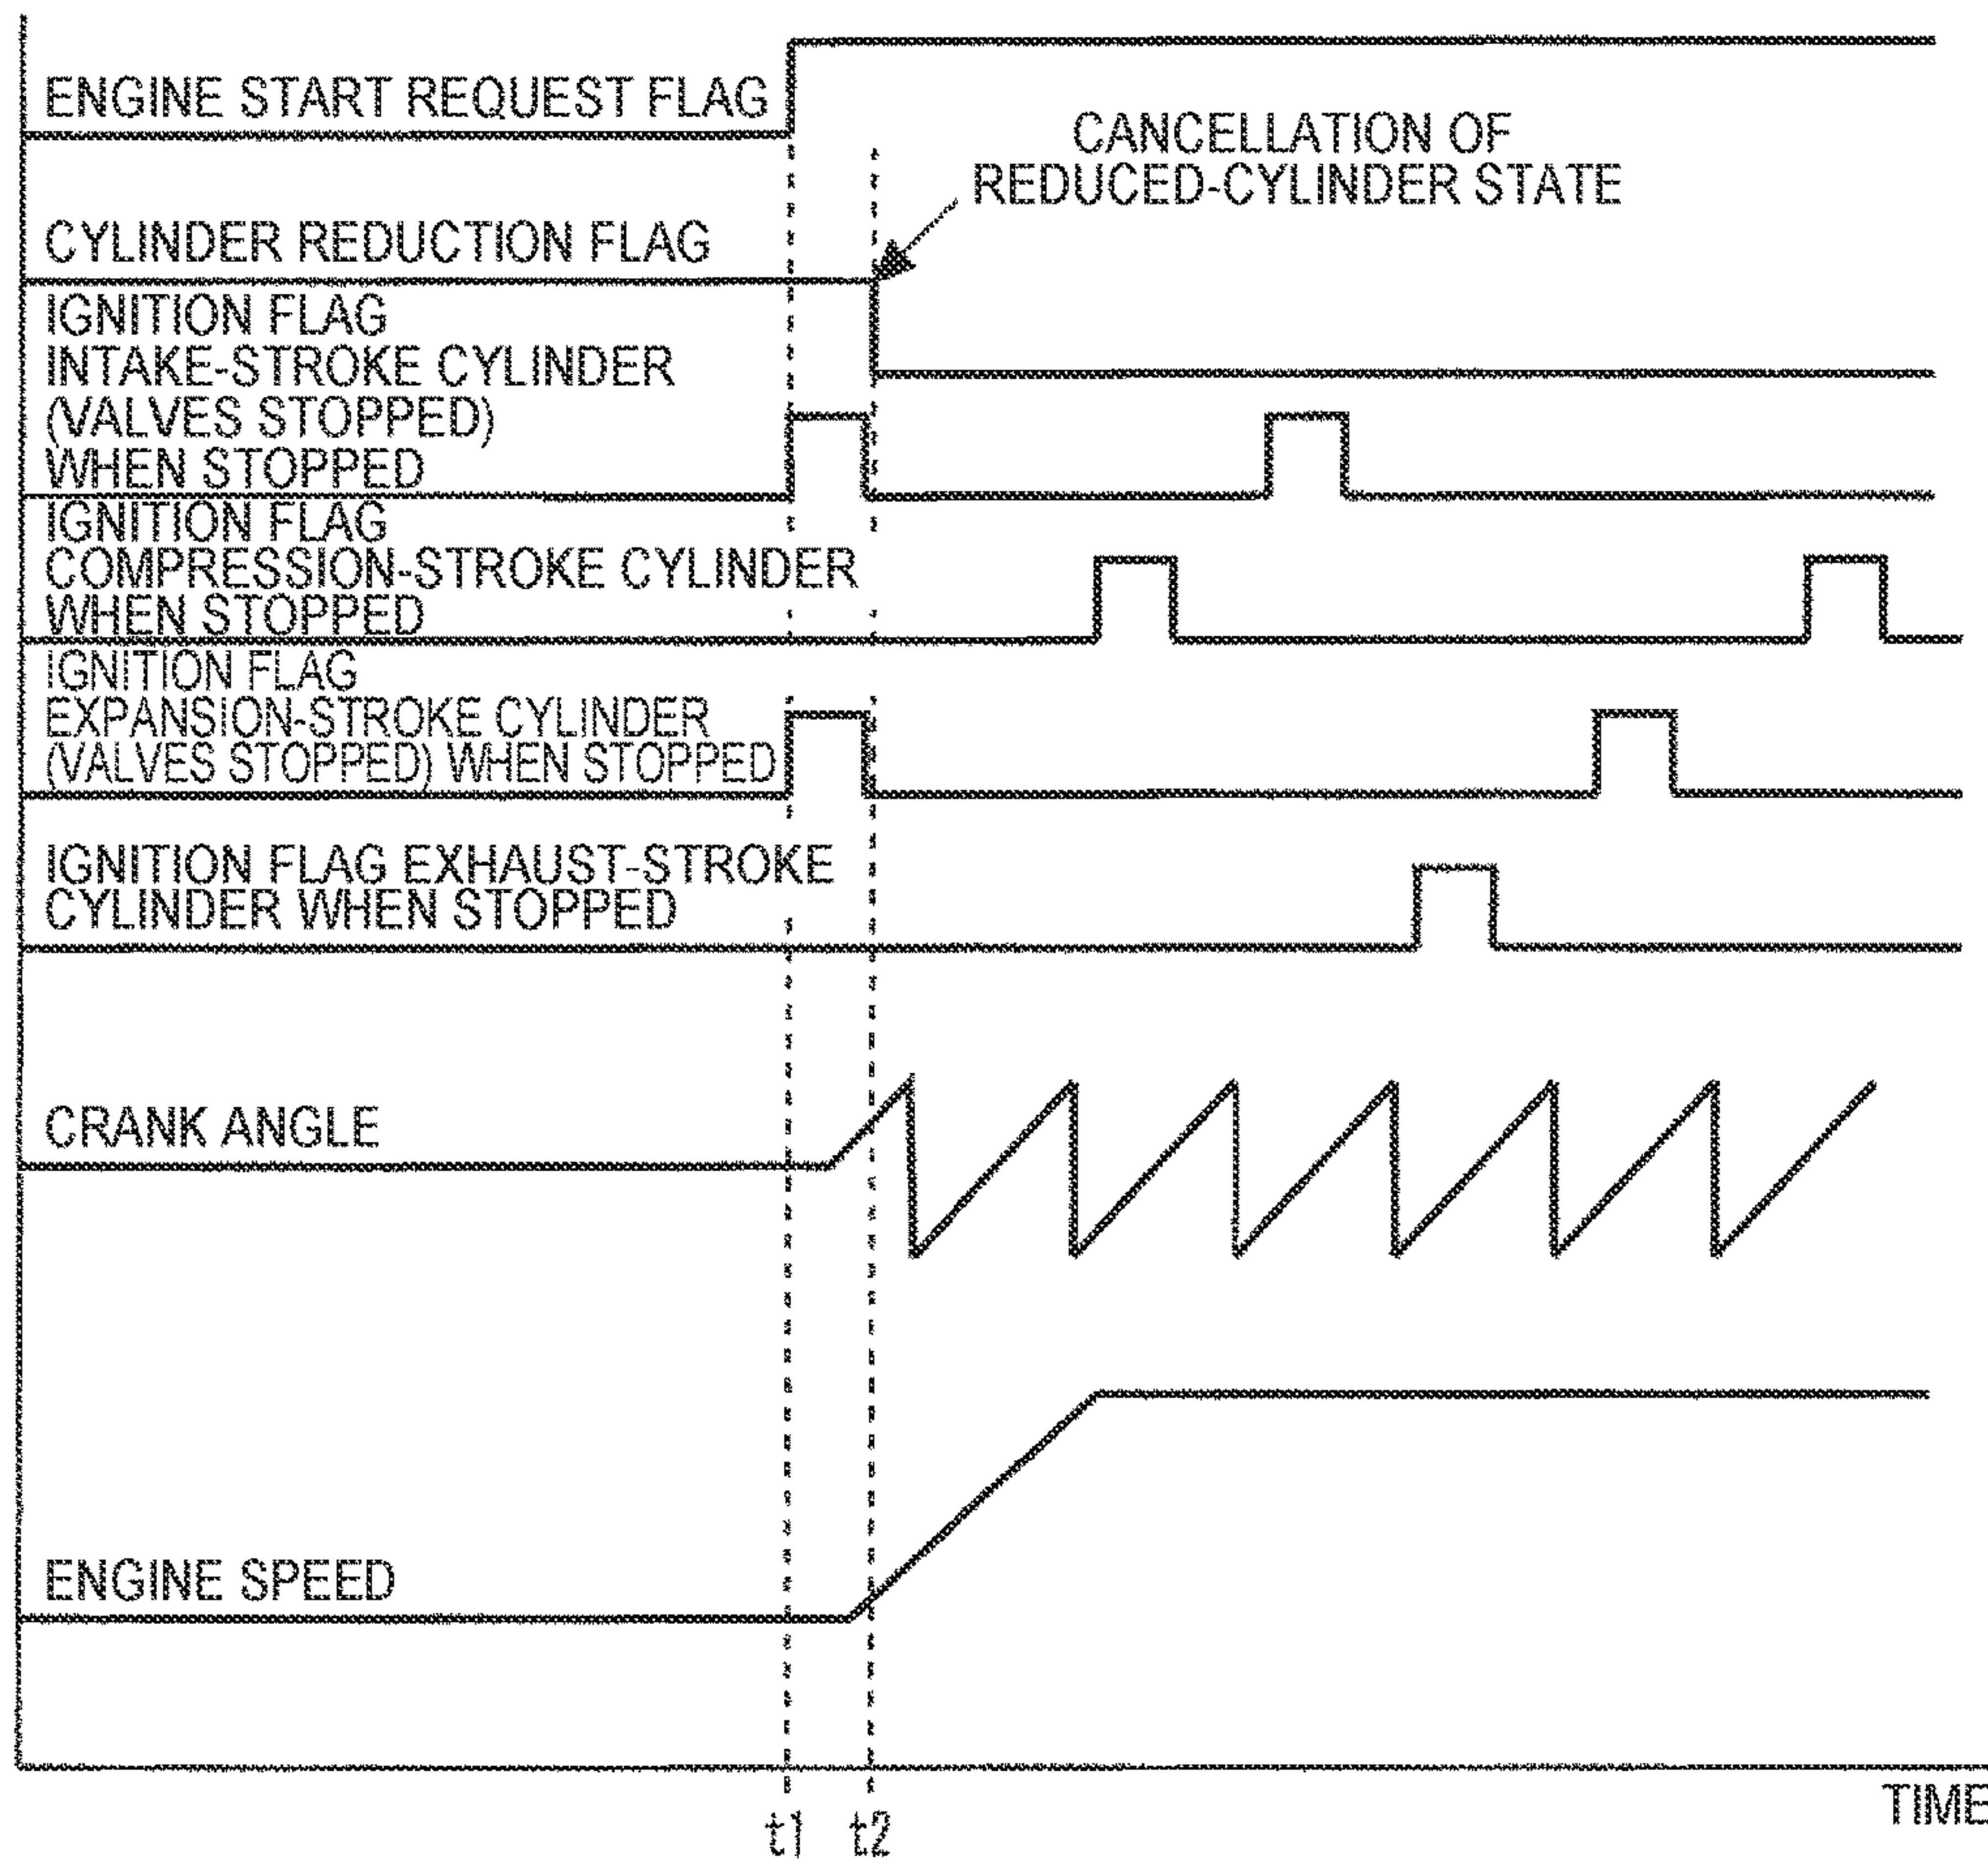 ENGINE START REQUEST FLAG
CANCELLATION OF
REDUCED-CYLINDER STATE
CYLINDER REDUCTION FLAG
IGNITION FLAG
INTAKE-STROKE CYLINDER
(VALVES STOPPED)
WHEN STOPPED
IGNITION FLAG
COMPRESSION-STROKE CYLINDER
WHEN STOPPED
IGNITION FLAG
EXPANSION-STROKE CYLINDER
(VALVES STOPPED) WHEN STOPPED
IGNITION FLAG EXHAUST-STROKE
CYLINDER WHEN STOPPED
CRANK ANGLE
ENGINE SPEED
TIME
t1 t2